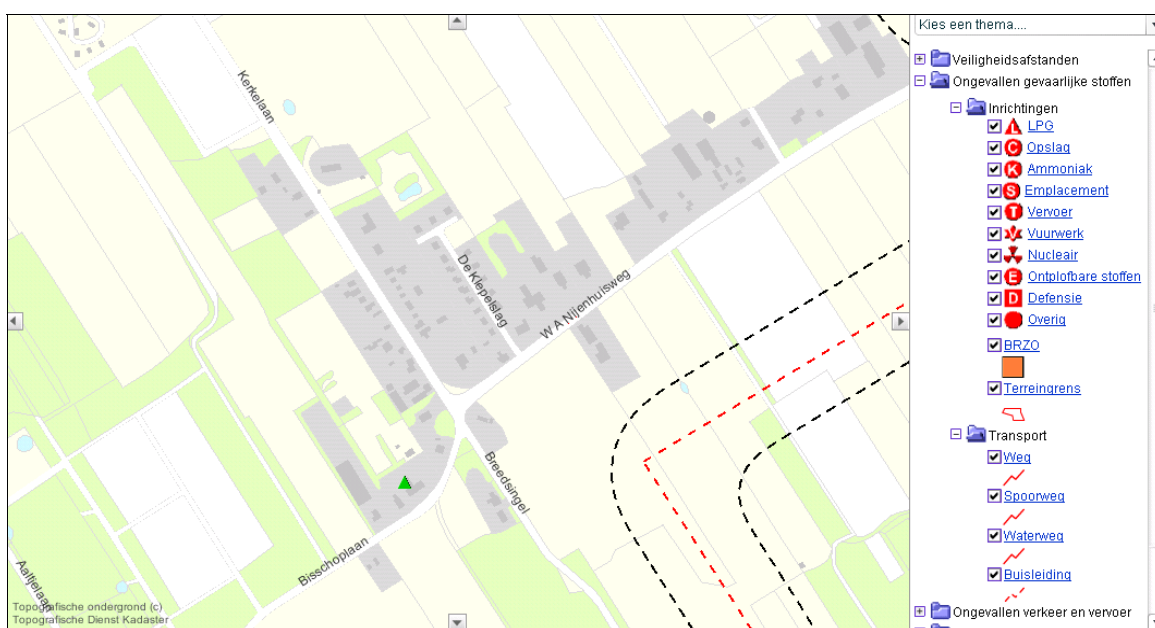 Kies een thema....
Veiligheidsafstanden
Ongevallen gevaarlijke stoffen
Inrichtingen
L LPG
C Opslag
K Ammoniak
S Emplacement
T Vervoer
Vuurwerk
Nucleair
E Ontplofbare stoffen
D Defensie
Overig
BRZO
Terreingrens
Transport
Weg
Spoorweg
Waterweg
Buisleiding
Ongevallen verkeer en vervoer
Kerkelaan
De Klepelslag
W A Nijenhuisweg
Breedsingel
Bisschoplaan
Aaltjelaan
Topografische ondergrond (c)
Topografische Dienst Kadaster